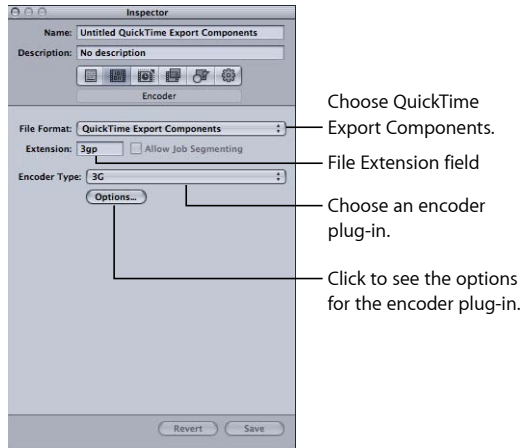 Inspector
Name: Untitled QuickTime Export Components
Description: No description
Encoder
File Format: QuickTime Export Components
Extension: 3gp Allow Job Segmenting
Encoder Type: 3G
Options...
Revert Save
Choose QuickTime
Export Components.
File Extension field
Choose an encoder
plug-in.
Click to see the options
for the encoder plug-in.